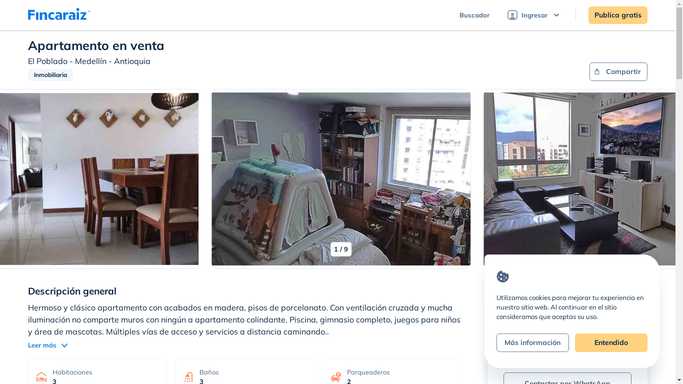 Fincaraiz
Buscador
Ingresar
Publica gratis
Apartamento en venta
El Poblado - Medellín - Antioquia
Inmobiliaria
Compartir
1 / 9
Descripción general
Hermoso y clásico apartamento con acabados en madera, pisos de porcelanato. Con ventilación cruzada y mucha
iluminación no comparte muros con ningún a apartamento colindante, Piscina, gimnasio completo, juegos para niños
y área de mascotas. Múltiples vías de acceso y servicios a distancia caminando..
Leer más
Habitaciones
3
Baños
3
Parqueaderos
2
Utilizamos cookies para mejorar tu experiencia en
nuestro sitio web. Al continuar en el sitio
consideramos que aceptas su uso.
Más información
Entendido
Contactar por WhatsApp